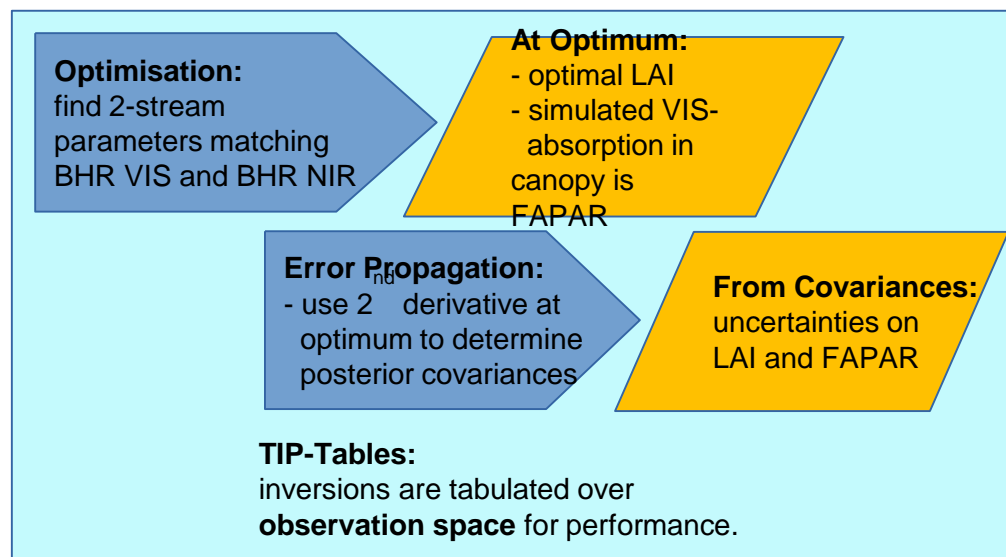 Optimisation:
find 2-stream
parameters matching
BHR VIS and BHR NIR
At Optimum:
- optimal LAI
- simulated VIS-
absorption in
canopy is
FAPAR
Error Propagation:
- use 2nd derivative at
optimum to determine
posterior covariances
From Covariances:
uncertainties on
LAI and FAPAR
TIP-Tables:
inversions are tabulated over
observation space for performance.